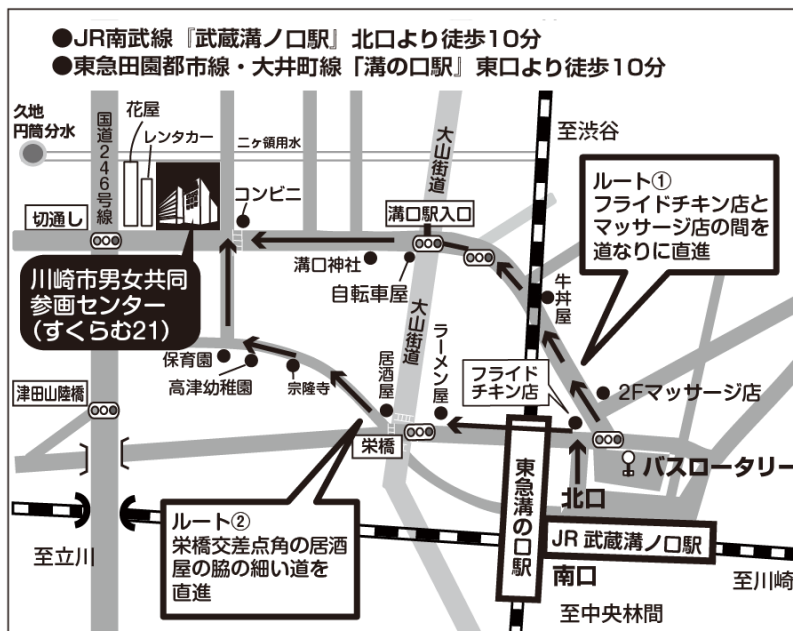 ●JR南武線『武蔵溝ノ口駅』北口より徒歩10分
●東急田園都市線・大井町線「溝の口駅』東口より徒歩10分
久地
円筒分水
国道246号線
花屋
レンタカー
二ヶ領用水
コンビニ
大山街道
至渋谷
切通し
溝口駅入口
溝口神社
自転車屋
牛丼屋
ルート①
フライドチキン店と
マッサージ店の間を
道なりに直進
川崎市男女共同
参画センター
(すくらむ21)
大山街道
保育園
高津幼稚園
宗隆寺
居酒屋
ラーメン屋
フライド
チキン店
2Fマッサージ店
津田山陸橋
栄橋
バスロータリー
北口
東急溝の口駅
JR 武蔵溝ノ口駅
南口
ルート②
栄橋交差点角の居酒
屋の脇の細い道を
直進
至立川
至川崎
至中央林間